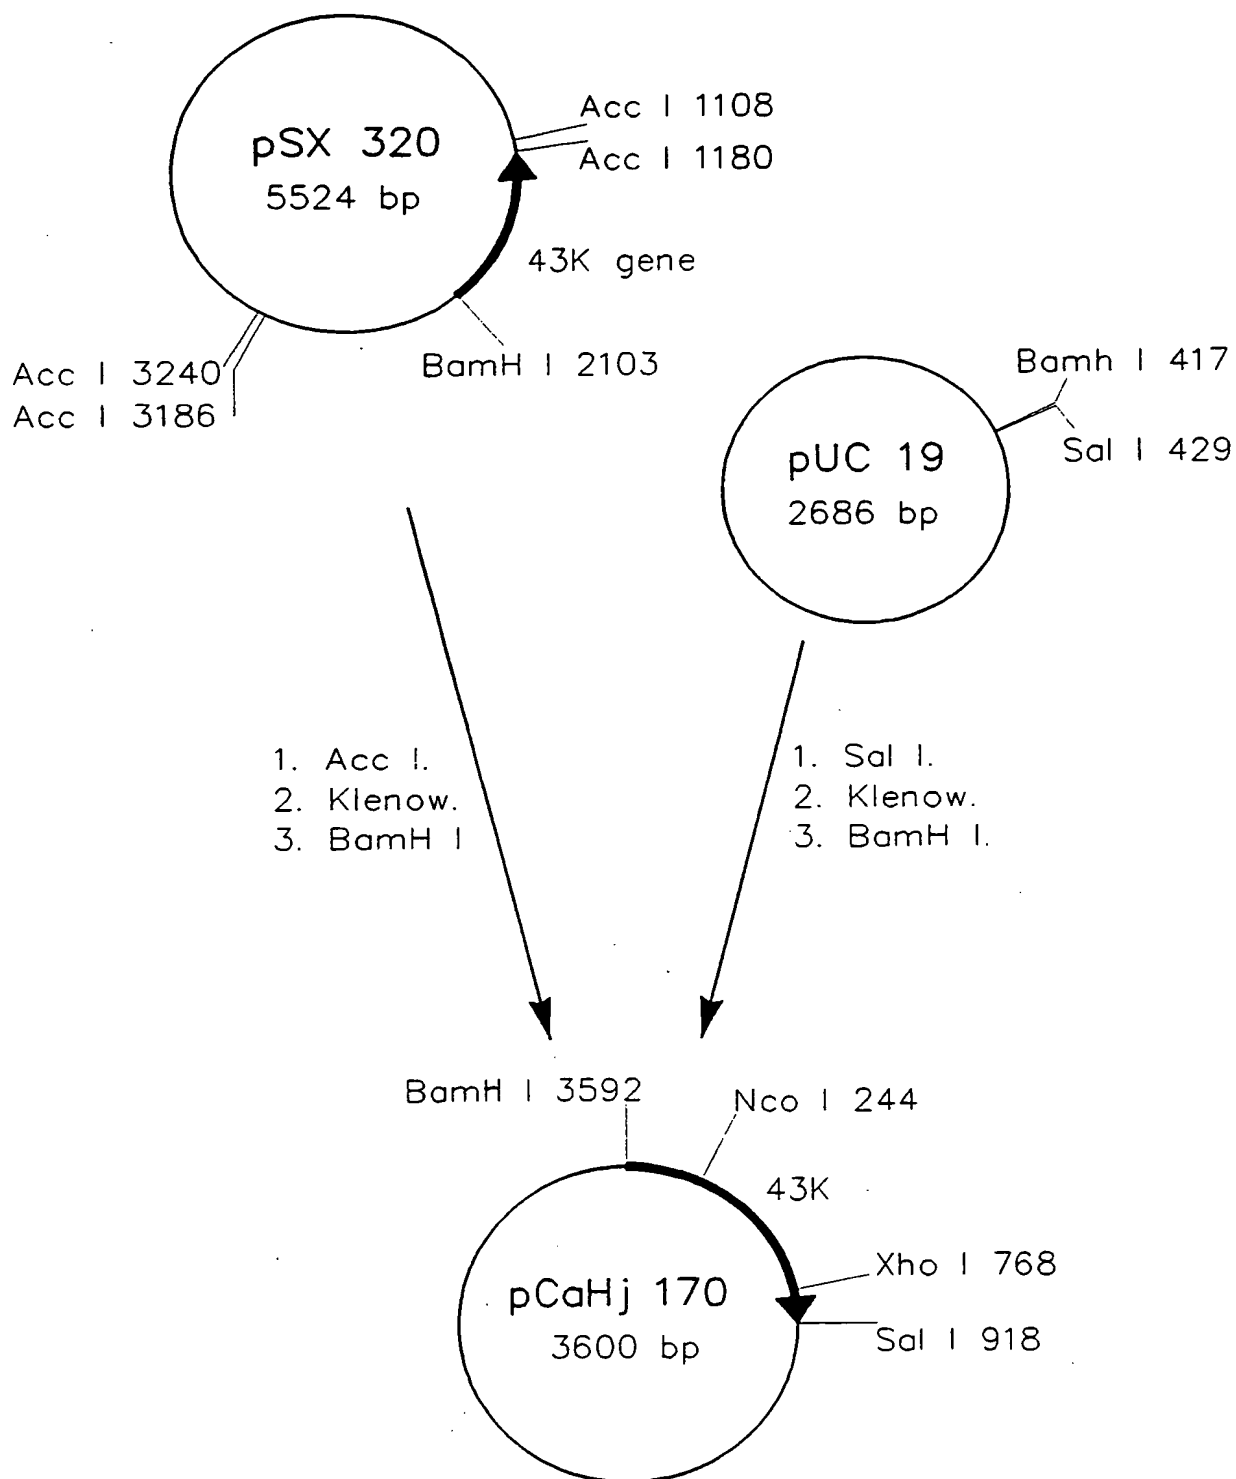 Acc I 1108
pSX 320
Acc I 1180
5524 bp
43K gene
BamH I 2103
Acc I 3240
Acc I 3186
Bamh I 417
Sal I 429
pUC 19
2686 bp
1. Acc I.
2. Klenow.
3. BamH I
1. Sal I.
2. Klenow.
3. BamH I.
BamH I 3592
Nco I 244
43K
Xho I 768
pCaHj 170
3600 bp
Sal I 918